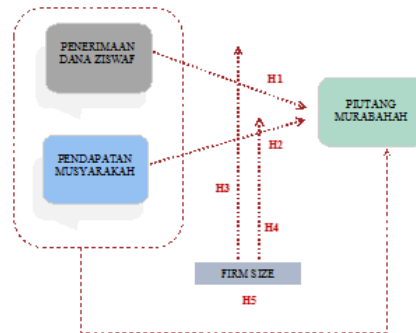 PENERIMAAN
DANA ZISWAF
H1
PIUTANG
MURABAHAH
H2
PENDAPATAN
MUSYARAKAH
H3
H4
FIRM SIZE
H5